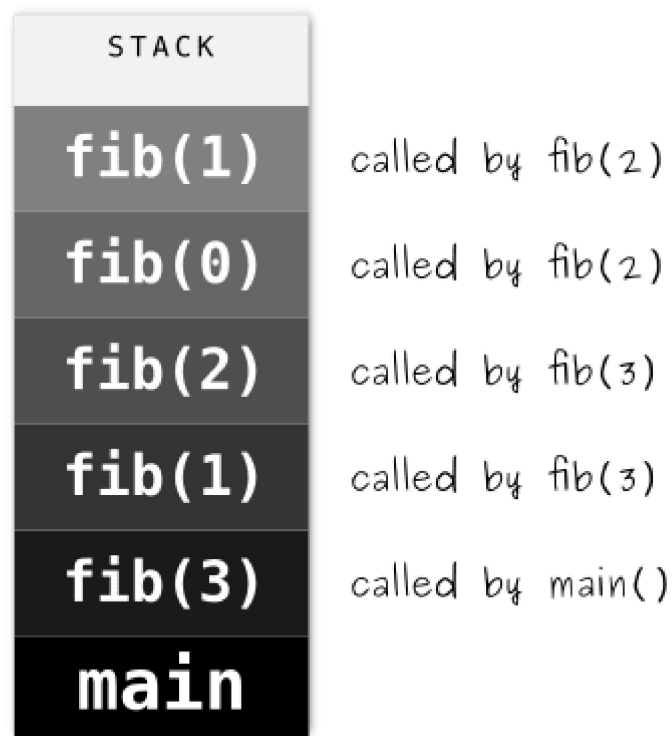 STACK
fib(1) called by fib(2)
fib(0) called by fib(2)
fib(2) called by fib(3)
fib(1) called by fib(3)
fib(3) called by main()
main